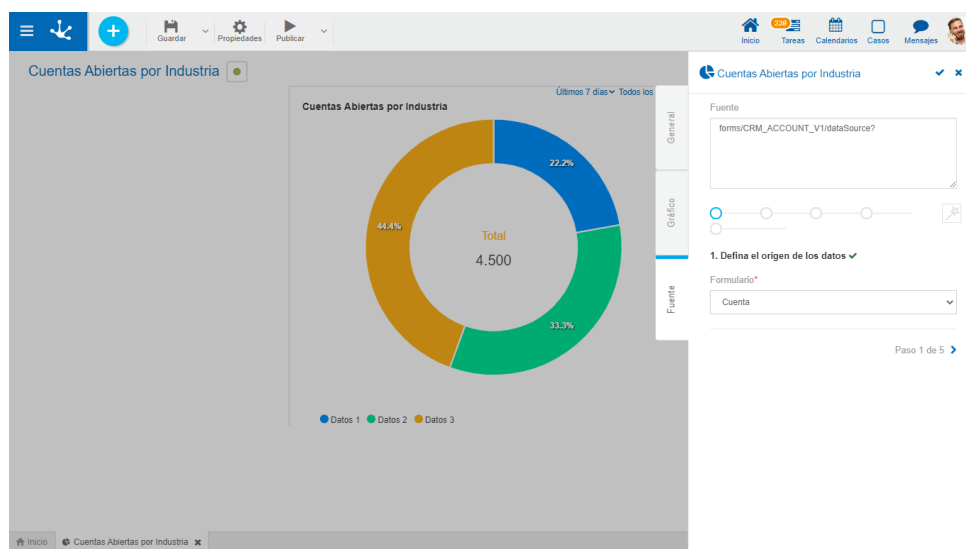 Guardar
Propiedades
Publicar
Inicio
239
Tareas
Calendarios
Casos
Mensajes
Cuentas Abiertas por Industria
Últimos 7 días Todos los
Cuentas Abiertas por Industria
22.2%
44.4%
33.3%
Total
4.500
Datos 1 Datos 2 Datos 3
General
Gráfico
Fuente
Cuentas Abiertas por Industria
Fuente
forms/CRM_ACCOUNT_V1/dataSource?
1. Defina el origen de los datos
Formulario*
Cuenta
Paso 1 de 5
Inicio
Cuentas Abiertas por Industria